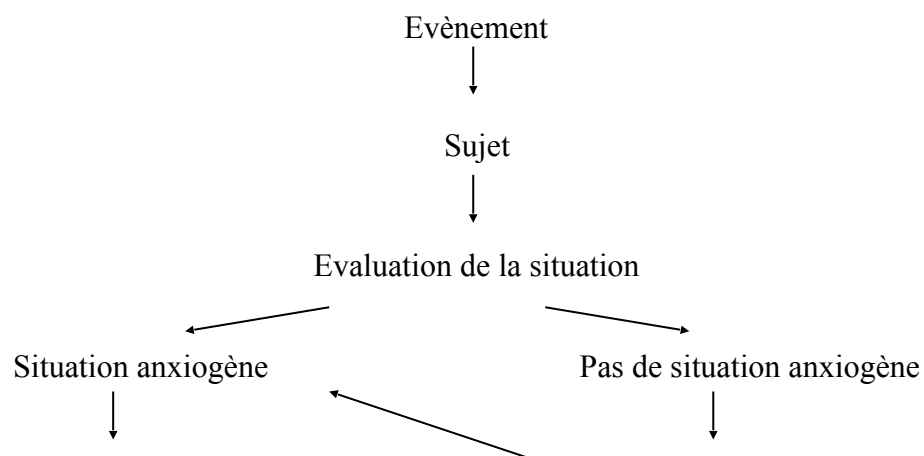 Evènement
Sujet
Evaluation de la situation
Situation anxiogène
Pas de situation anxiogène